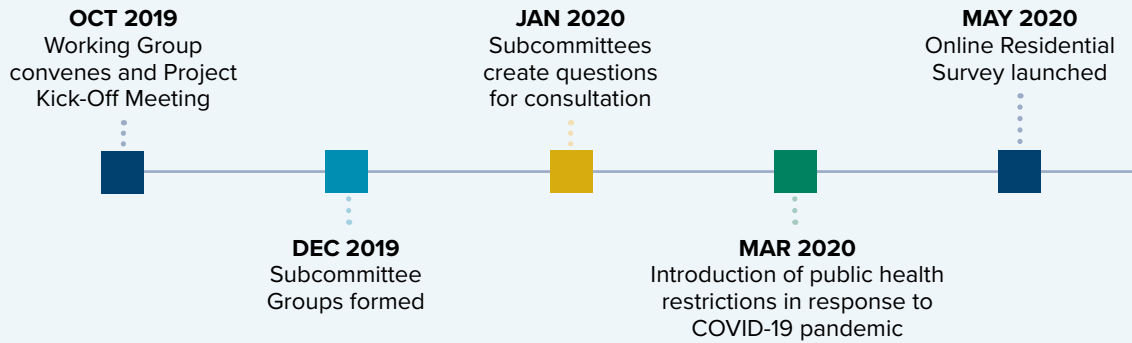 OCT 2019
Working Group
convenes and Project
Kick-Off Meeting
DEC 2019
Subcommittee
Groups formed
JAN 2020
Subcommittees
create questions
for consultation
MAR 2020
Introduction of public health
restrictions in response to
COVID-19 pandemic
MAY 2020
Online Residential
Survey launched